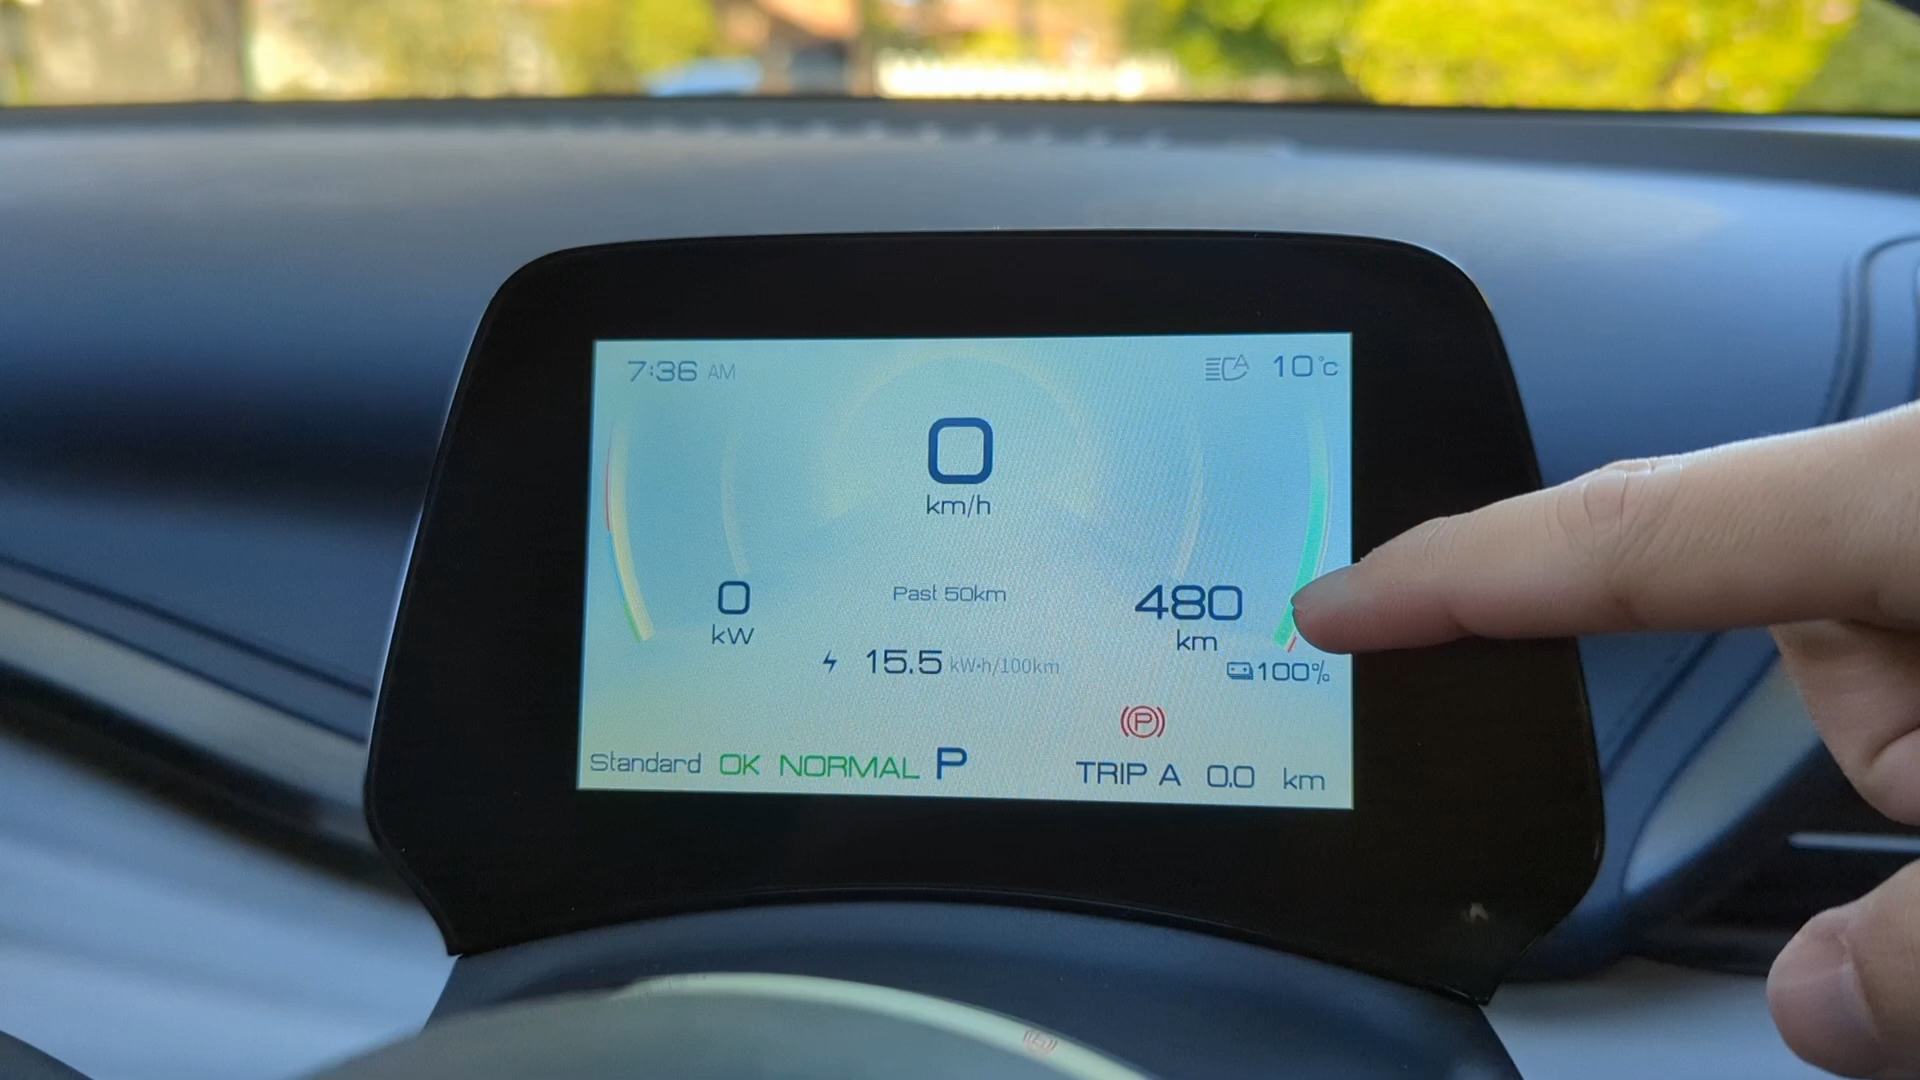 7:36 AM
A 10°C
0
km/h
0
kW
Past 50km
15.5 kW·h/100km
480
km
100%
(P)
Standard OK NORMAL P
TRIP A 0.0 km